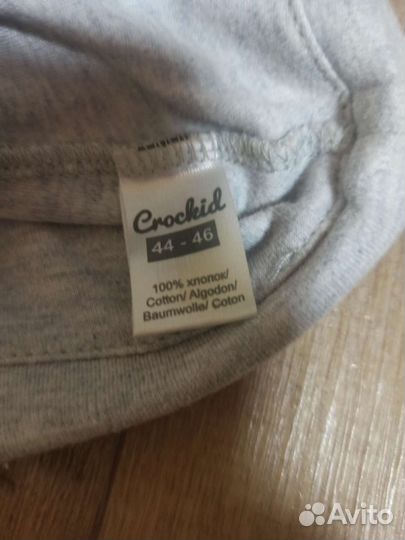 Crockid
44 - 46
100% хлопок/
Cotton/ Algodon/
Baumwolle/ Coton
Avito